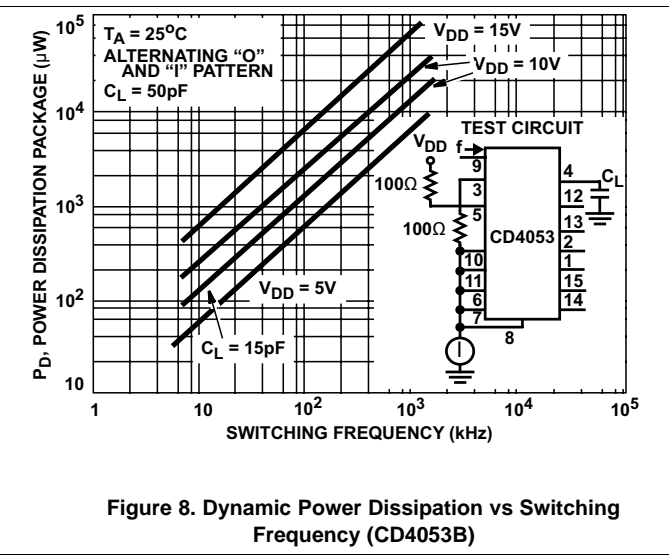 10⁵
T_A = 25°C
ALTERNATING “O”
AND “I” PATTERN
C_L = 50pF
V_DD = 15V
V_DD = 10V
10⁴
TEST CIRCUIT
V_DD
f
9
4
C_L
100Ω
3
12
10³
5
13
100Ω
CD4053
2
10
1
11
15
6
14
7
8
I
V_DD = 5V
10²
C_L = 15pF
10
1
10
10²
10³
10⁴
10⁵
P_D, POWER DISSIPATION PACKAGE (μW)
SWITCHING FREQUENCY (kHz)
Figure 8. Dynamic Power Dissipation vs Switching
Frequency (CD4053B)